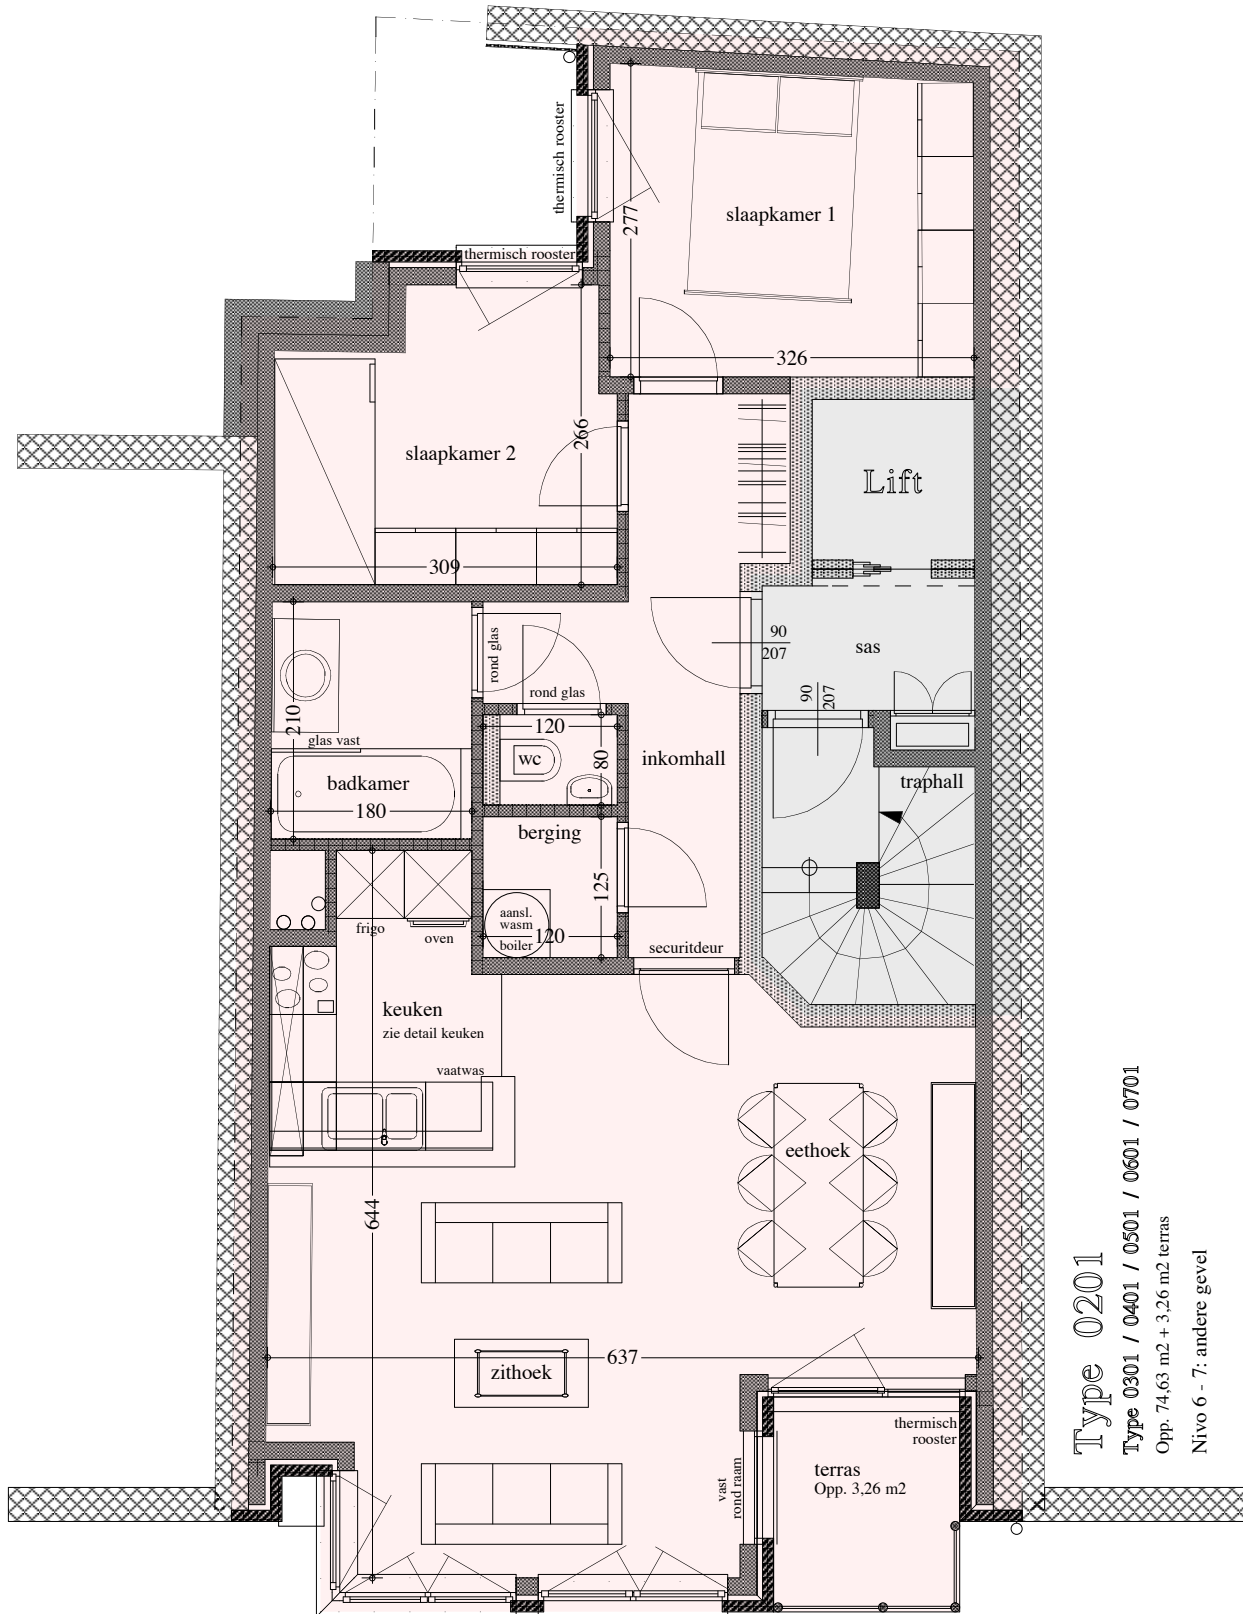 thermisch rooster
thermisch rooster
277
slaapkamer 1
326
266
slaapkamer 2
309
Lift
90
207
sas
90
207
rond glas
rond glas
210
glas vast
badkamer
180
120
wc
80
inkomhall
traphall
berging
125
aansl.
wasm
boiler
120
securitdeur
frigo
oven
keuken
zie detail keuken
vaatwas
eethoek
644
637
zithoek
thermisch
rooster
terras
Opp. 3,26 m2
vast
rond raam
Type 0201
Type 0301 / 0401 / 0501 / 0601 / 0701
Opp. 74,63 m2 + 3,26 m2 terras
Nivo 6 - 7: andere gevel